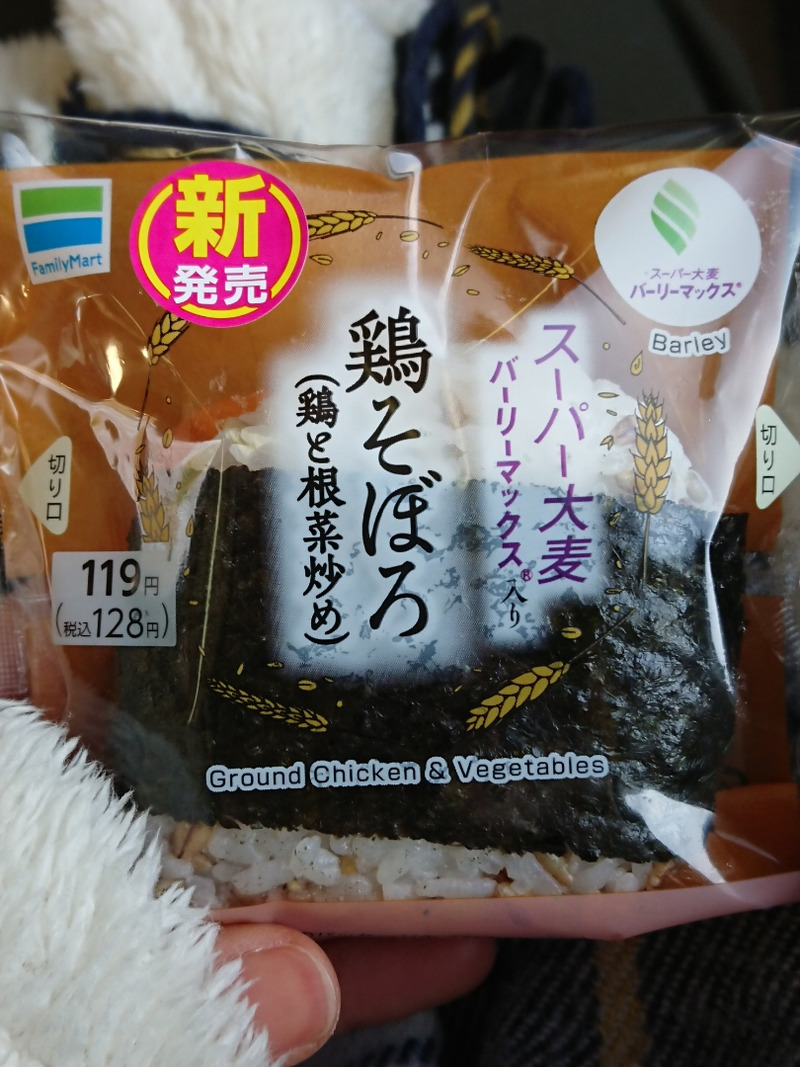 FamilyMart
新
発売
スーパー大麦
バーリーマックス®
Barley
スーパー大麦
バーリーマックス®入り
鶏そぼろ
(鶏と根菜炒め)
切り口
切り口
119円
(税込128円)
Ground Chicken & Vegetables